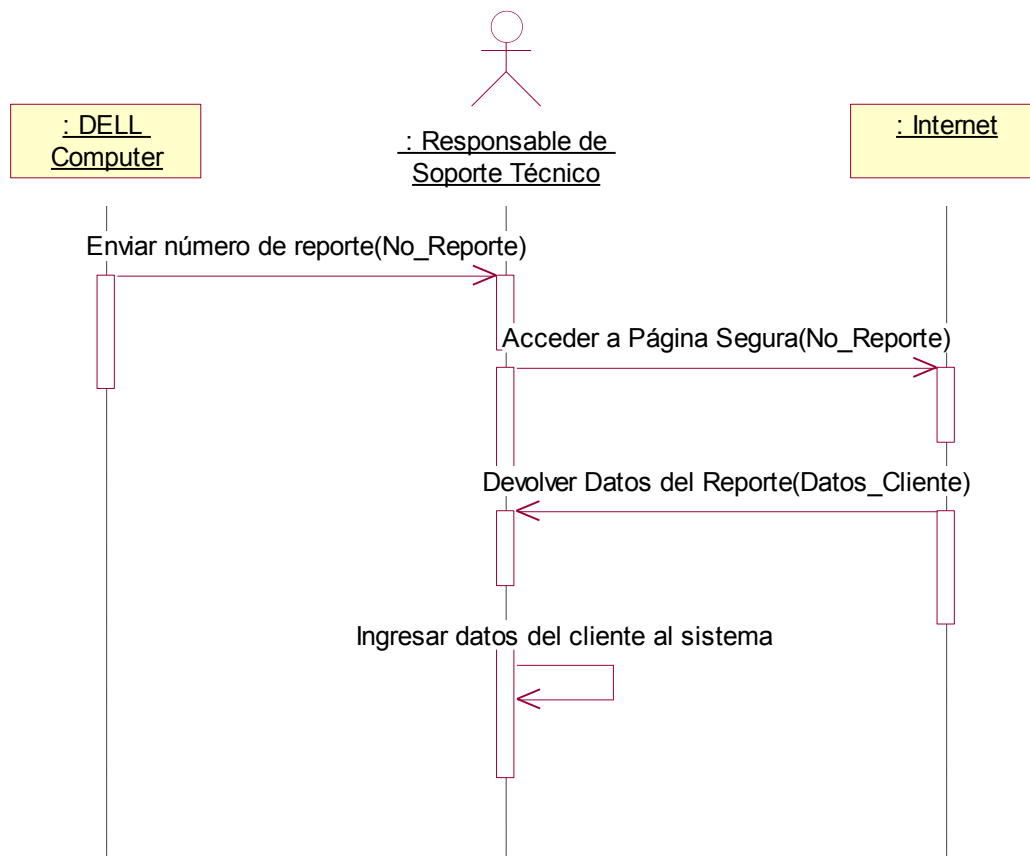 : DELL
Computer
: Responsable de
Soporte Técnico
: Internet
Enviar número de reporte(No_Reporte)
Acceder a Página Segura(No_Reporte)
Devolver Datos del Reporte(Datos_Cliente)
Ingresar datos del cliente al sistema